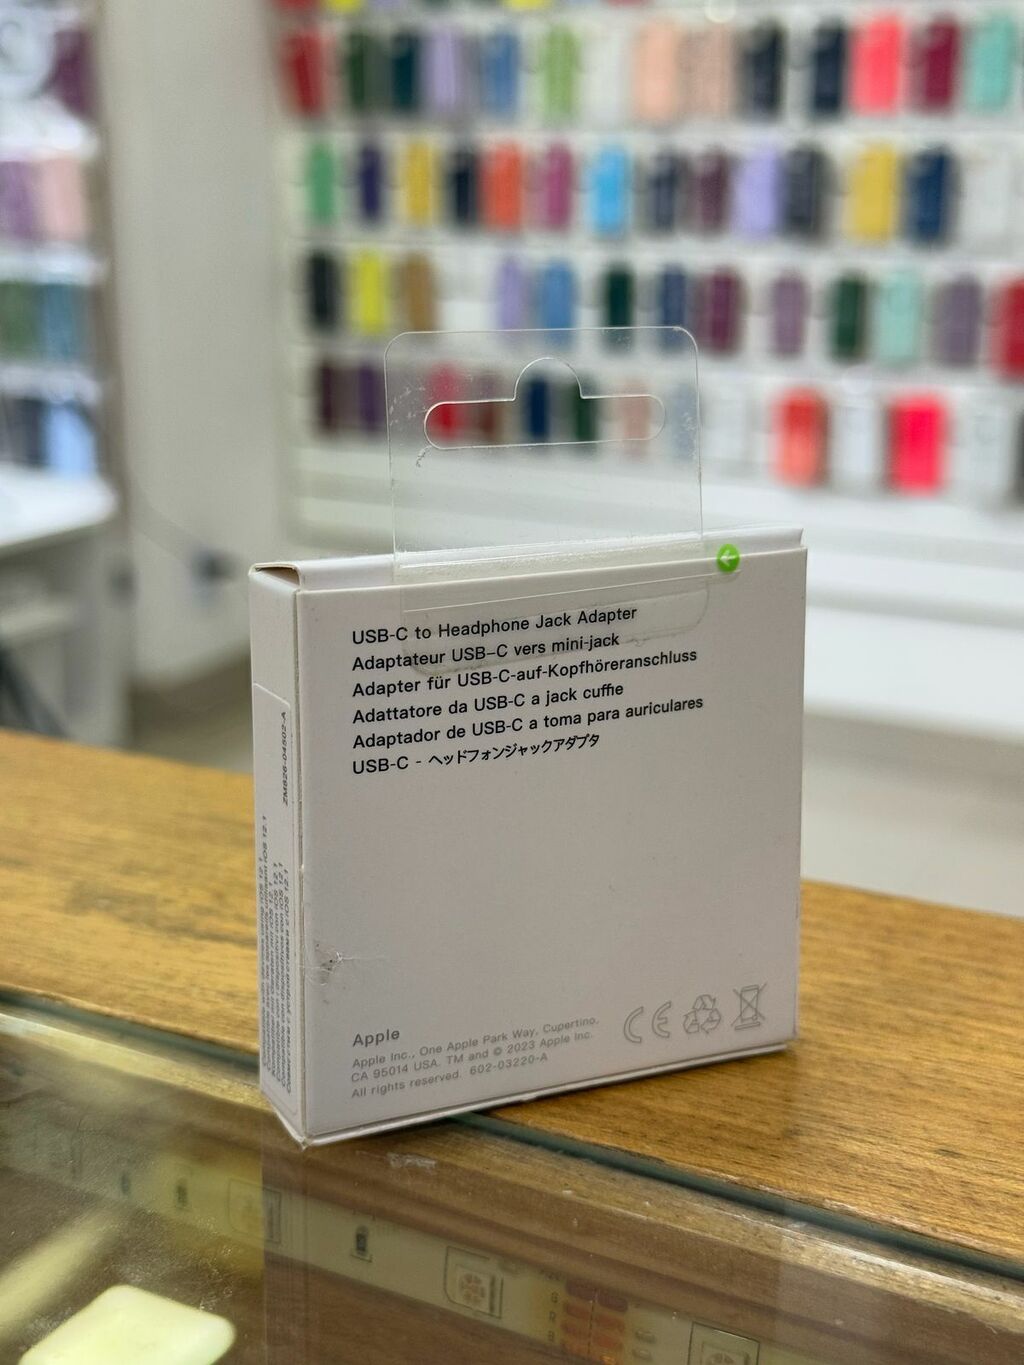 USB-C to Headphone Jack Adapter
Adaptateur USB-C vers mini-jack
Adapter für USB-C-auf-Kopfhöreranschluss
Adattatore da USB-C a jack cuffie
Adaptador de USB-C a toma para auriculares
USB-C - ヘッドフォンジャックアダプタ
Apple
Apple Inc., One Apple Park Way, Cupertino,
CA 95014 USA. TM and © 2023 Apple Inc.
All rights reserved. 602-03220-A
CE
ZM826-04502-A